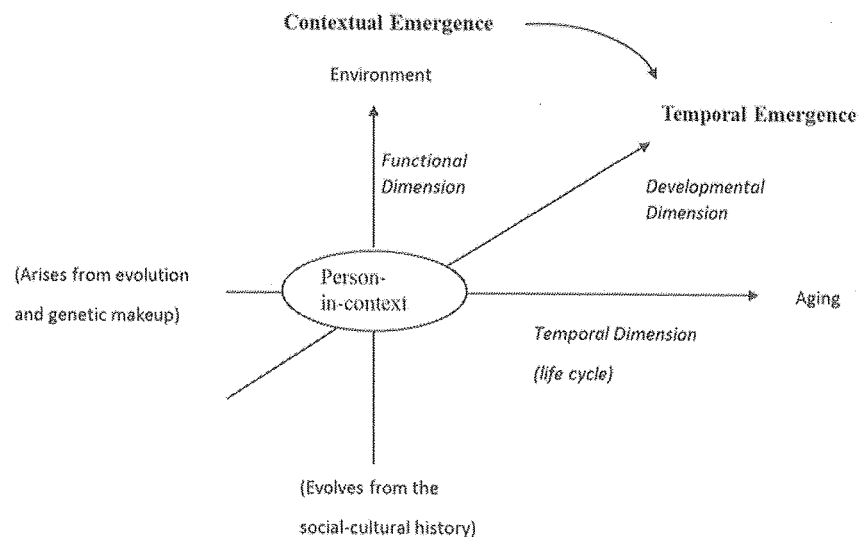 Contextual Emergence
Environment
Temporal Emergence
Functional
Dimension
Developmental
Dimension
(Arises from evolution
and genetic makeup)
Person-
in-context
Aging
Temporal Dimension
(life cycle)
(Evolves from the
social-cultural history)